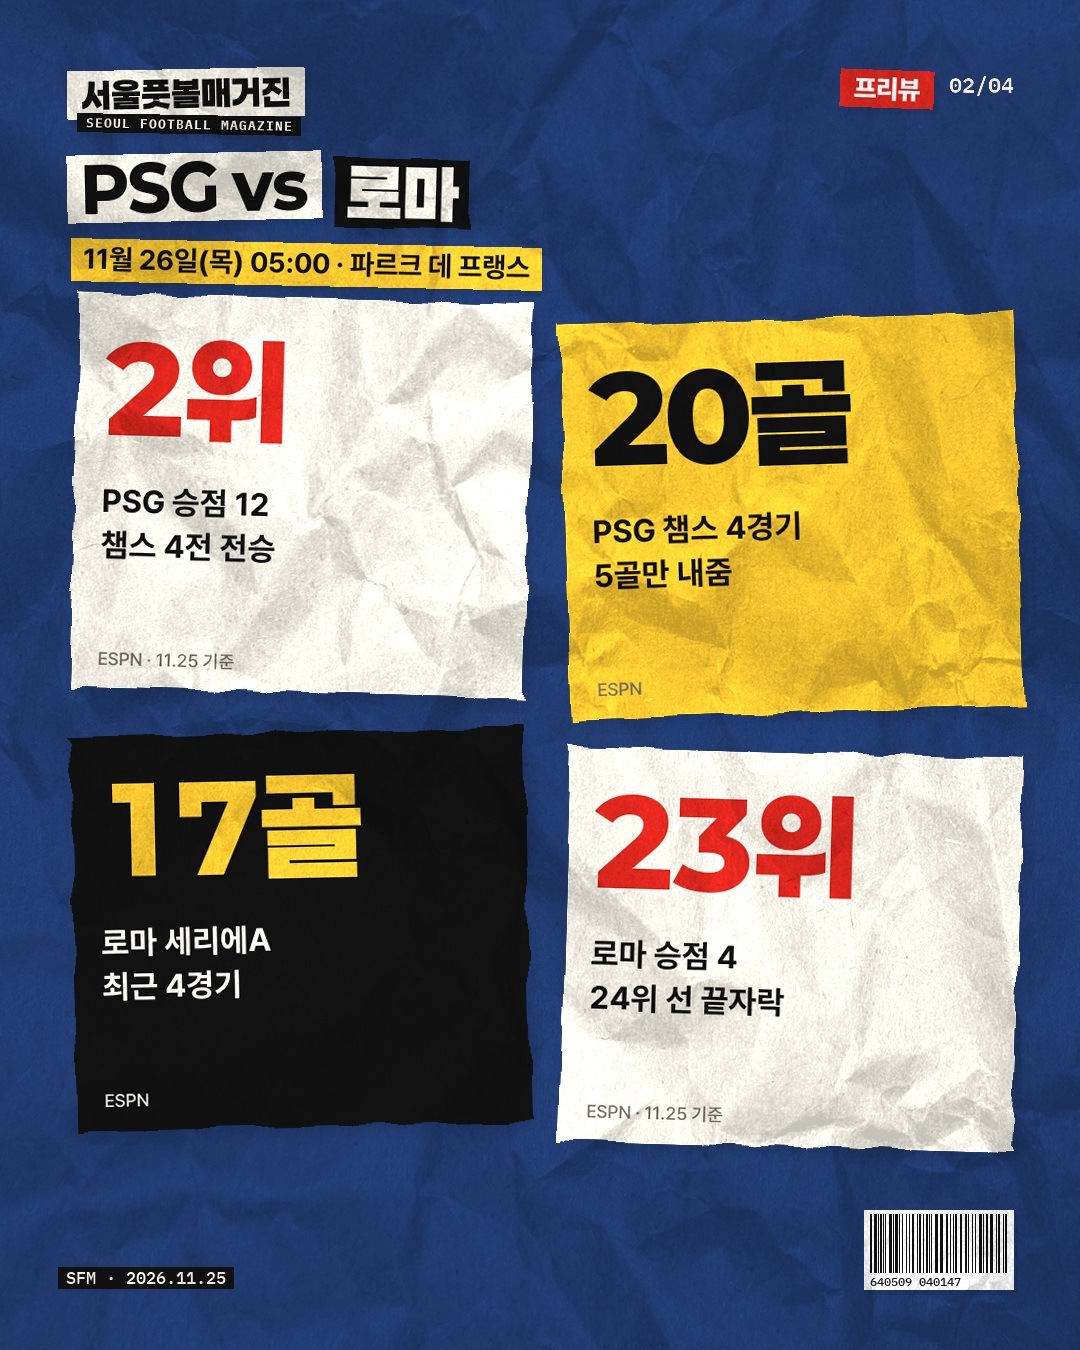 서울풋볼매거진
SEOUL FOOTBALL MAGAZINE
프리뷰 02/04
PSG vs 로마
11월 26일(목) 05:00 · 파르크 데 프랭스
2위
PSG 승점 12
챔스 4전 전승
ESPN · 11.25 기준
20골
PSG 챔스 4경기
5골만 내줌
ESPN
17골
로마 세리에A
최근 4경기
ESPN
23위
로마 승점 4
24위 선 끝자락
ESPN · 11.25 기준
SFM · 2026.11.25
640509 040147